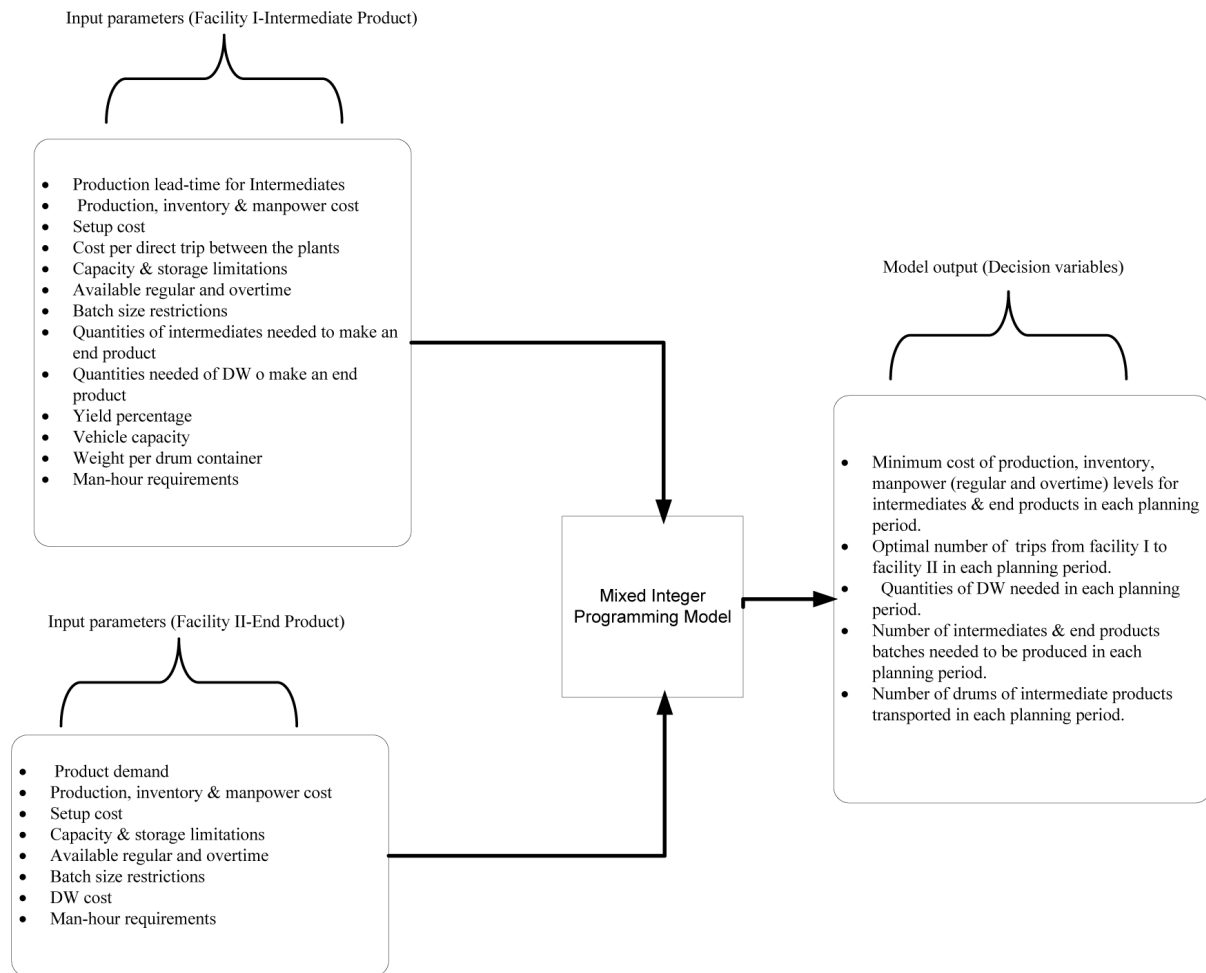 Input parameters (Facility I-Intermediate Product)
• Production lead-time for Intermediates
• Production, inventory & manpower cost
• Setup cost
• Cost per direct trip between the plants
• Capacity & storage limitations
• Available regular and overtime
• Batch size restrictions
• Quantities of intermediates needed to make an
end product
• Quantities needed of DW o make an end
product
• Yield percentage
• Vehicle capacity
• Weight per drum container
• Man-hour requirements
Input parameters (Facility II-End Product)
• Product demand
• Production, inventory & manpower cost
• Setup cost
• Capacity & storage limitations
• Available regular and overtime
• Batch size restrictions
• DW cost
• Man-hour requirements
Mixed Integer
Programming Model
Model output (Decision variables)
• Minimum cost of production, inventory,
manpower (regular and overtime) levels for
intermediates & end products in each planning
period.
• Optimal number of trips from facility I to
facility II in each planning period.
• Quantities of DW needed in each planning
period.
• Number of intermediates & end products
batches needed to be produced in each
planning period.
• Number of drums of intermediate products
transported in each planning period.